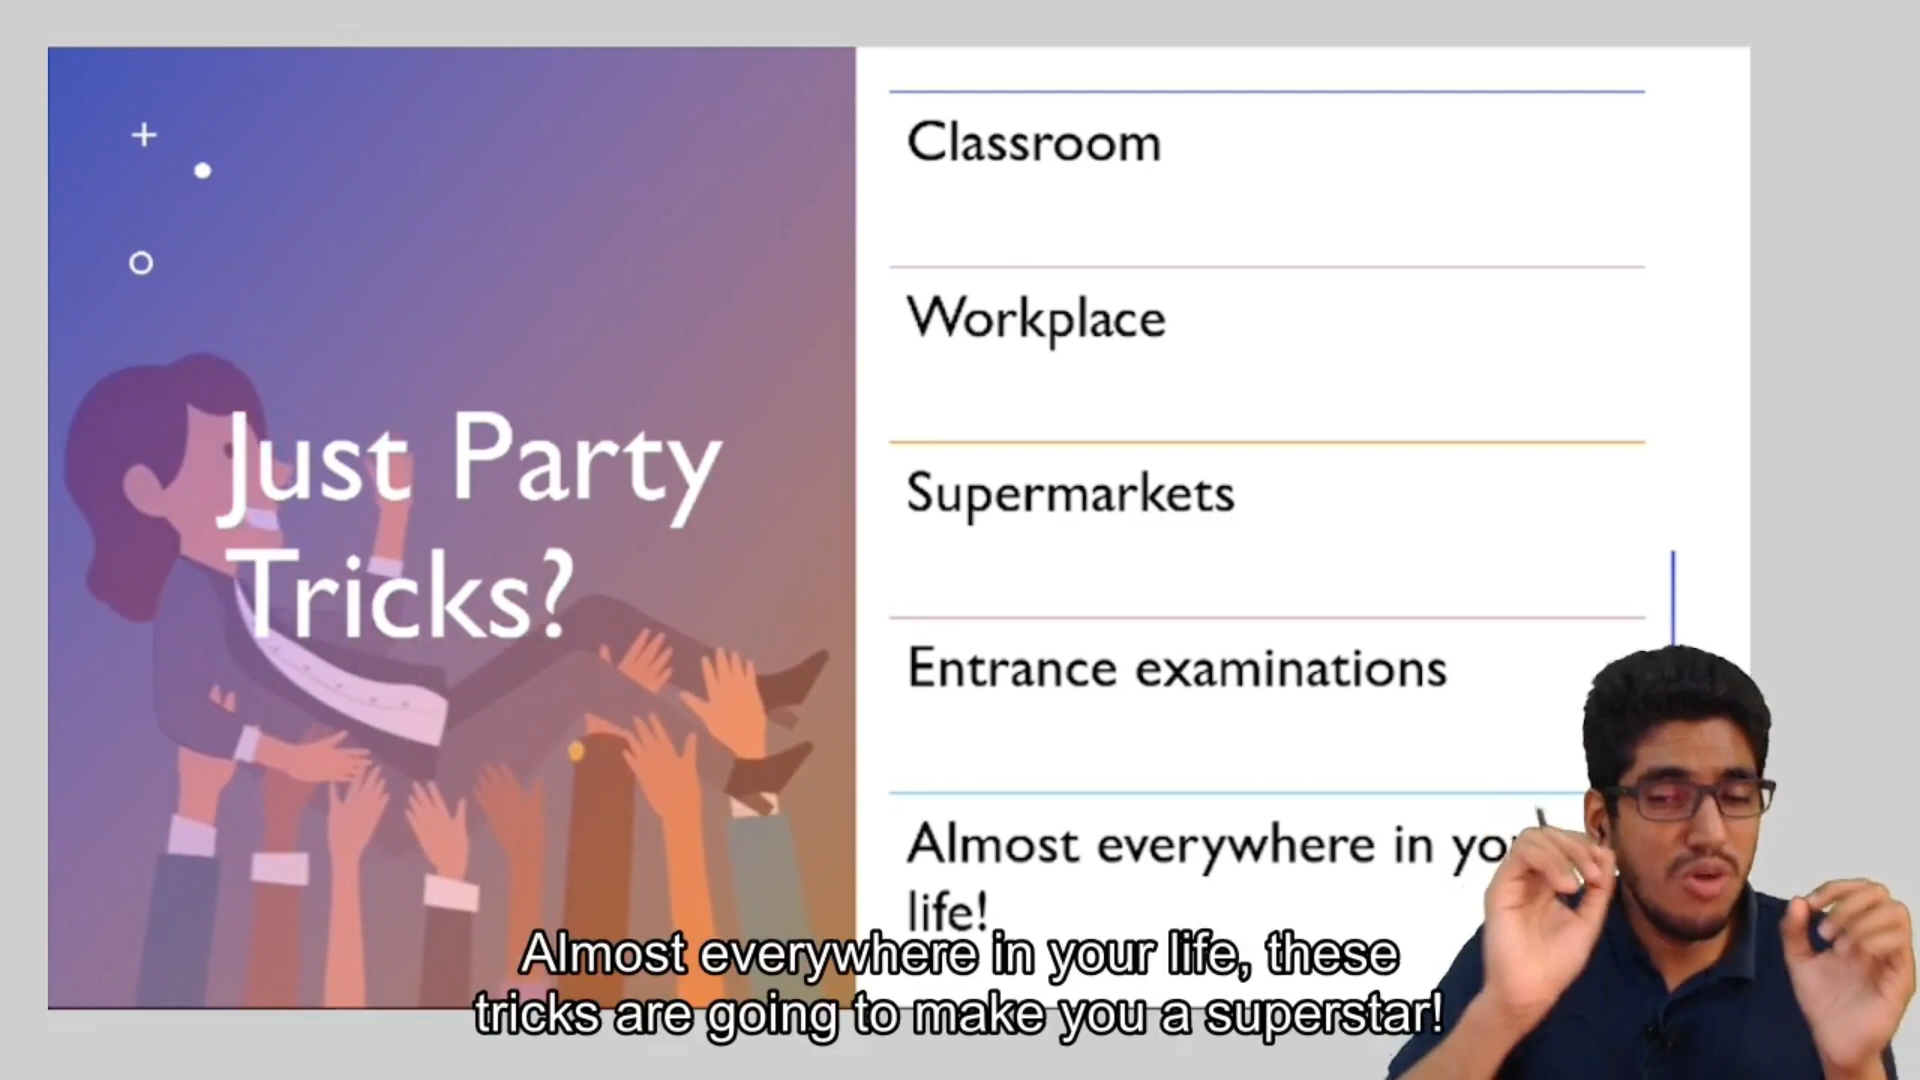 Just Party
Tricks?
Classroom
Workplace
Supermarkets
Entrance examinations
Almost everywhere in
life!
Almost everywhere in your life, these
tricks are going to make you a superstar!